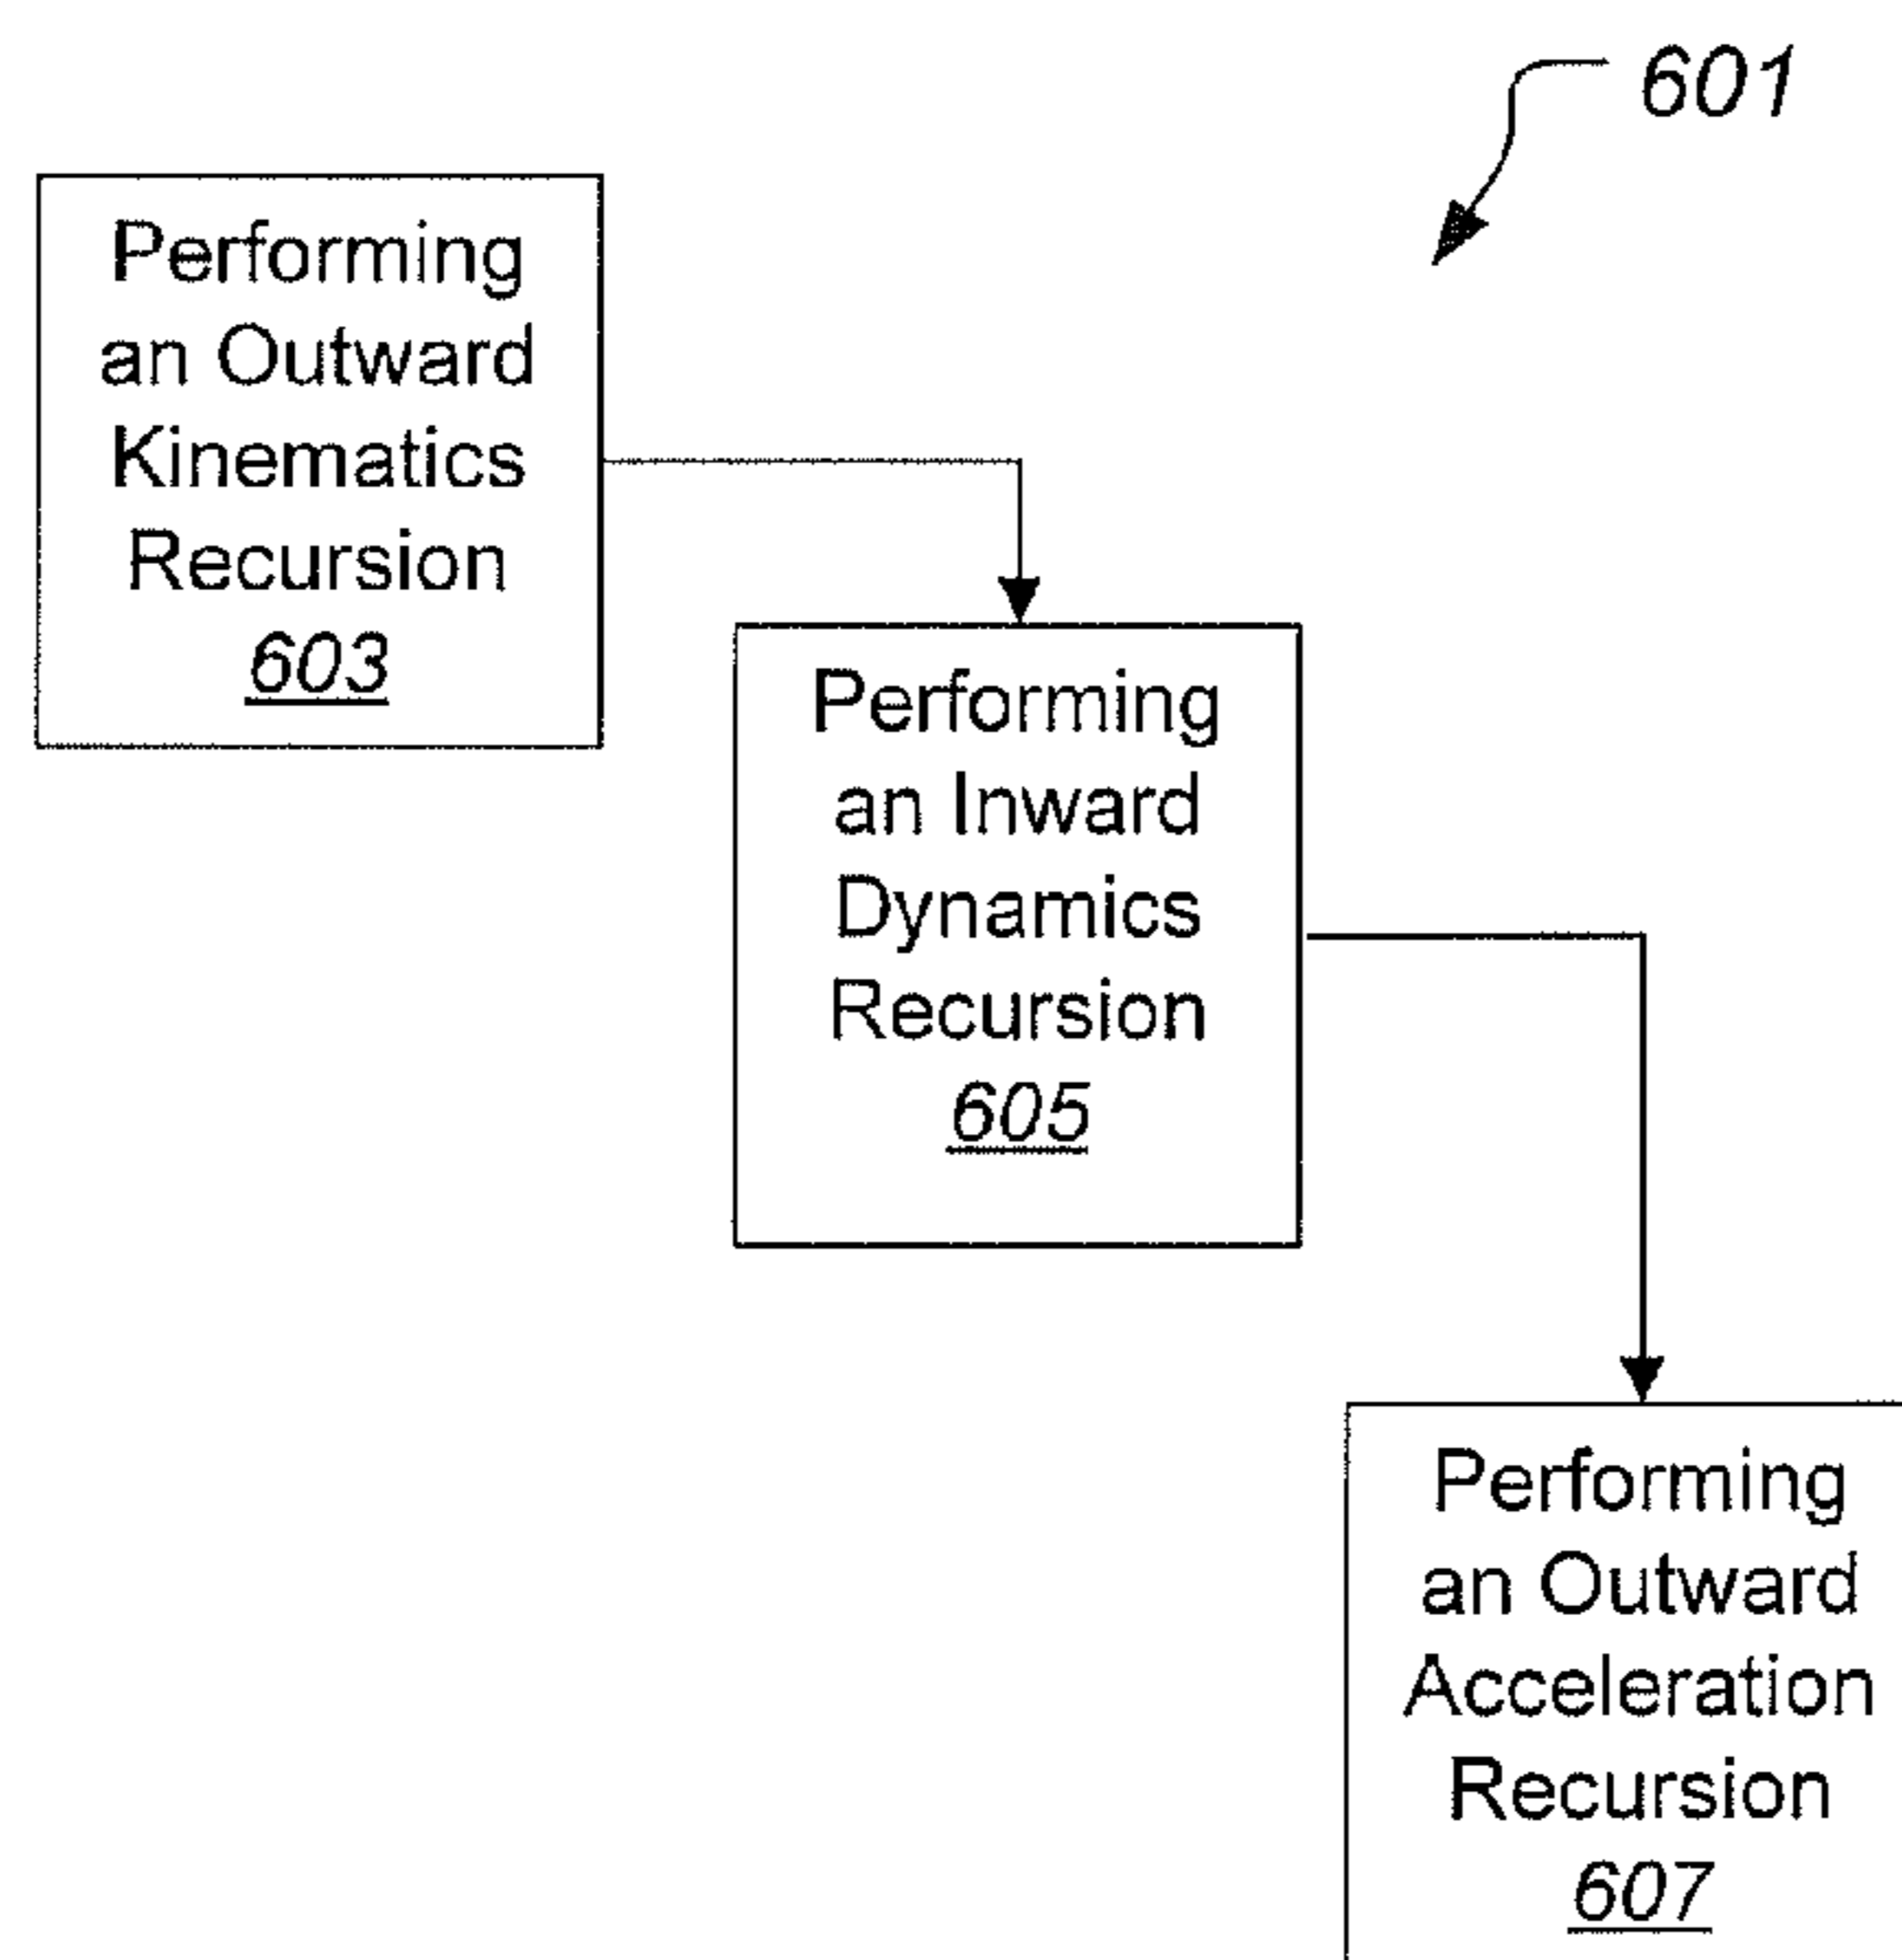 601
Performing
an Outward
Kinematics
Recursion
603
Performing
an Inward
Dynamics
Recursion
605
Performing
an Outward
Acceleration
Recursion
607